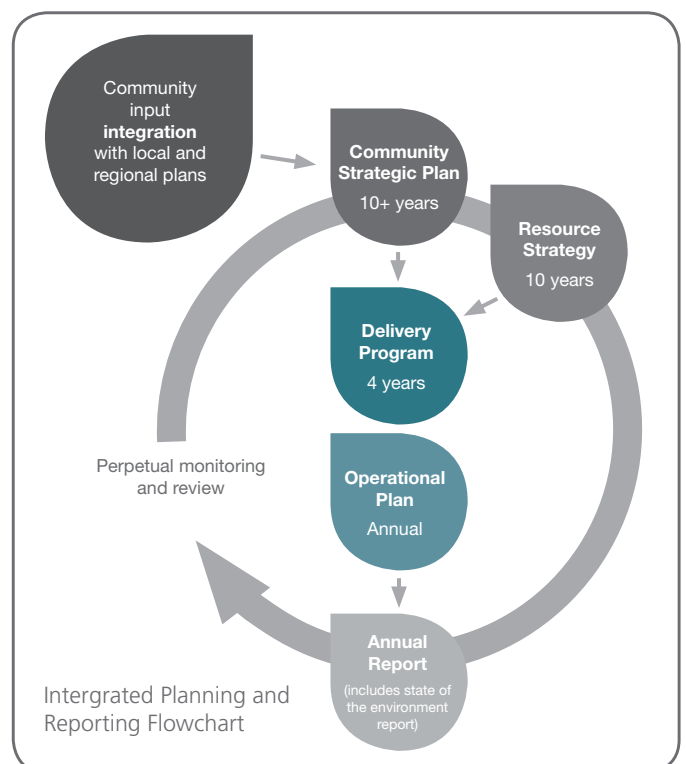 Community
input
integration
with local and
regional plans
Community
Strategic Plan
10+ years
Resource
Strategy
10 years
Delivery
Program
4 years
Operational
Plan
Annual
Perpetual monitoring
and review
Annual
Report
(includes state of
the environment
report)
Intergrated Planning and
Reporting Flowchart